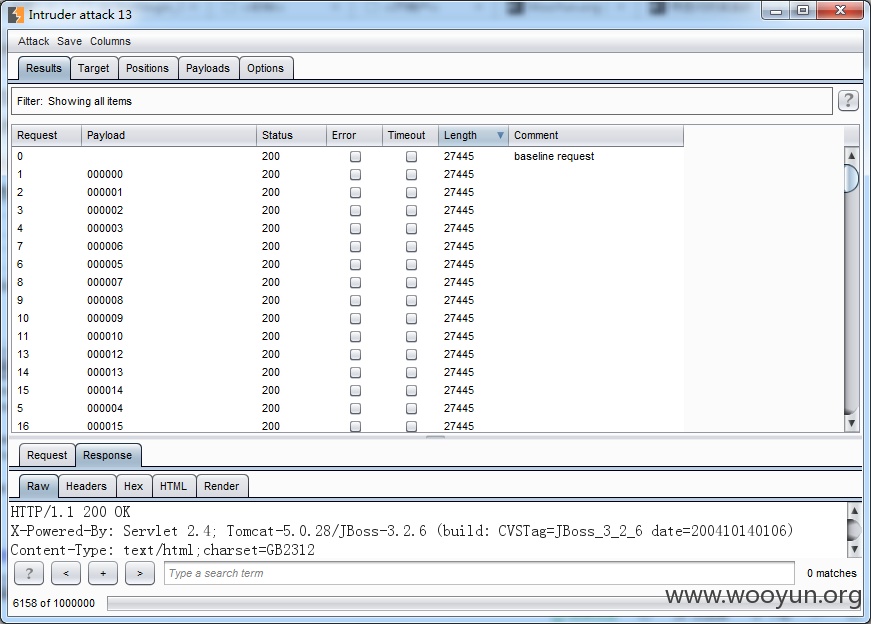 Intruder attack 13
Attack Save Columns
Results Target Positions Payloads Options
Filter: Showing all items ?
Request Payload Status Error Timeout Length Comment
0 200 27445 baseline request
1 000000 200 27445
2 000001 200 27445
3 000002 200 27445
4 000003 200 27445
7 000006 200 27445
6 000005 200 27445
8 000007 200 27445
9 000008 200 27445
10 000009 200 27445
11 000010 200 27445
13 000012 200 27445
14 000013 200 27445
15 000014 200 27445
5 000004 200 27445
16 000015 200 27445
Request Response
Raw Headers Hex HTML Render
HTTP/1.1 200 OK
X-Powered-By: Servlet 2.4; Tomcat-5.0.28/JBoss-3.2.6 (build: CVSTag=JBoss_3_2_6 date=200410140106)
Content-Type: text/html;charset=GB2312
? < + > Type a search term 0 matches
www.wooyun.org
6158 of 1000000